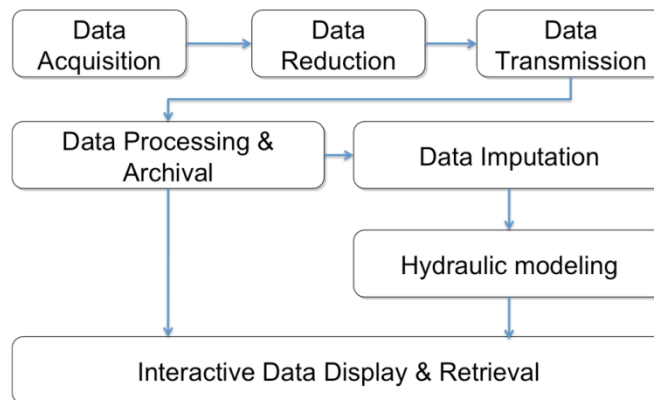 Data
Acquisition
Data
Reduction
Data
Transmission
Data Processing &
Archival
Data Imputation
Hydraulic modeling
Interactive Data Display & Retrieval